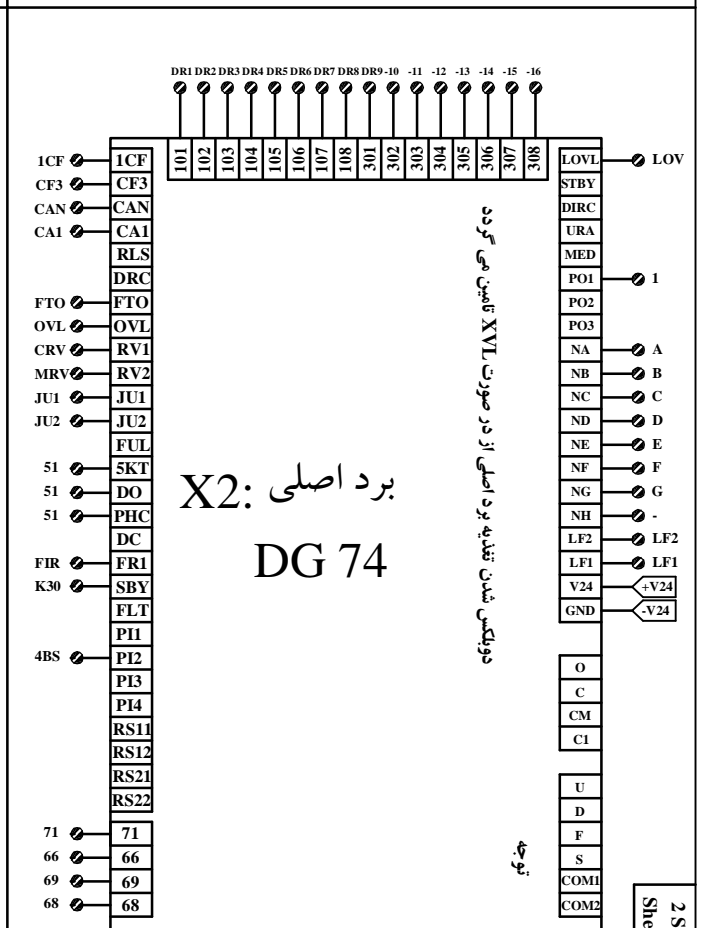 DR1 DR2 DR3 DR4 DR5 DR6 DR7 DR8 DR9 -10 -11 -12 -13 -14 -15 -16
101 102 103 104 105 106 107 108 301 302 303 304 305 306 307 308
1CF 1CF
CF3 CF3
CAN CAN
CA1 CA1
RLS
DRC
FTO FTO
OVL OVL
CRV RV1
MRV RV2
JU1 JU1
JU2 JU2
FUL
51 5KT
51 DO
51 PHC
DC
FIR FR1
K30 SBY
FLT
PI1
4BS PI2
PI3
PI4
RS11
RS12
RS21
RS22
71 71
66 66
69 69
68 68
برد اصلی :X2
DG 74
دوبلکس شدن تغذیه برد اصلی از در صورت XVL تامین می گردد
توجه
LOVL LOV
STBY
DIRC
URA
MED
PO1 1
PO2
PO3
NA A
NB B
NC C
ND D
NE E
NF F
NG G
NH -
LF2 LF2
LF1 LF1
V24 +V24
GND -V24
O
C
CM
C1
U
D
F
S
COM1
COM2
2 S
She